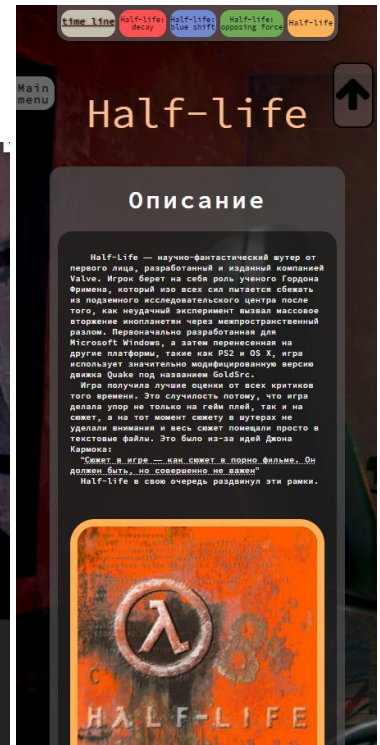 time line
Half-life: decay
Half-life: blue shift
Half-life: opposing force
Half-life
Main menu
Half-life
Описание
Half-Life — научно-фантастический шутер от
первого лица, разработанный и изданный компанией
Valve. Игрок берет на себя роль ученого Гордона
Фримена, который изо всех сил пытается сбежать
из подземного исследовательского центра после
того, как неудачный эксперимент вызвал массовое
вторжение инопланетян через межпространственный
разлом. Первоначально разработанная для
Microsoft Windows, а затем перенесенная на
другие платформы, такие как PS2 и OS X, игра
использует значительно модифицированную версию
движка Quake под названием GoldSrc.
Игра получила лучшие оценки от всех критиков
того времени. Это случилось потому, что игра
делала упор не только на гейм плей, так и на
сюжет, а на тот момент сюжету в шутерах не
уделали внимания и весь сюжет помещали просто в
текстовые файлы. Это было из-за идей Джона
Кармока:
"Сюжет в игре — как сюжет в порно фильме. Он
должен быть, но совершенно не важен"
Half-life в свою очередь раздвинул эти рамки.
λ
8
C
HΛLF-LIFE